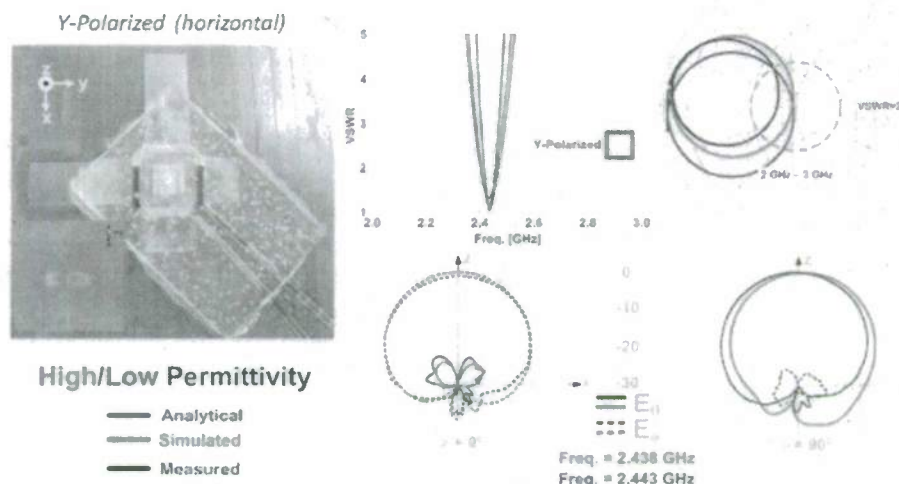 Y-Polarized (horizontal)
z
y
x
High/Low Permittivity
Analytical
Simulated
Measured
5
4
3
2
1
VSWR
2.0
2.2
2.4
2.6
2.8
3.0
Freq. [GHz]
Y-Polarized
2 GHz - 3 GHz
0
-10
-20
-30
E
E
Freq. = 2.438 GHz
Freq. = 2.443 GHz